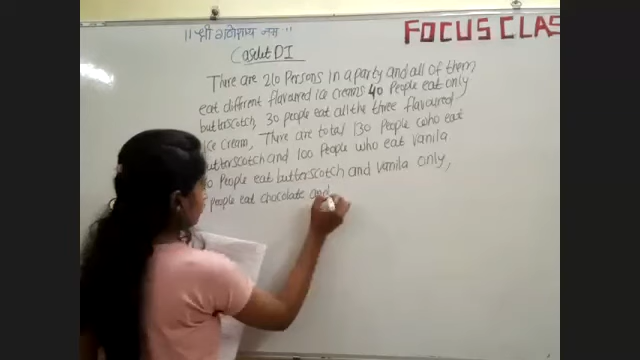 ।। श्री गणेशाय नमः ।।
FOCUS CLAS
Caselet DI
There are 210 Persons in a party and all of them
eat different flavoured ice creams 40 People eat only
butterscotch, 30 people eat all the three flavoured
ice cream, There are total 130 People who eat
butterscotch and 100 People who eat vanila
People eat butterscotch and vanila only,
people eat chocolate and